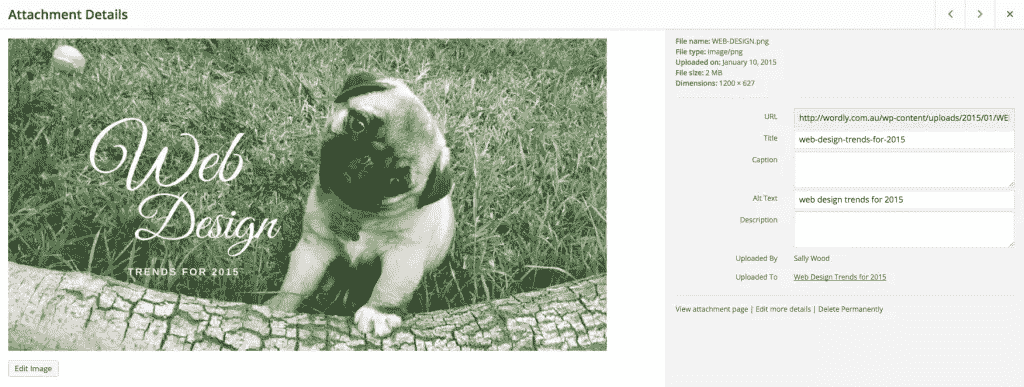 Attachment Details
Web
Design
TRENDS FOR 2015
Edit Image
File name: WEB-DESIGN.png
File type: image/png
Uploaded on: January 10, 2015
File size: 2 MB
Dimensions: 1200 × 627
URL http://wordly.com.au/wp-content/uploads/2015/01/WE
Title web-design-trends-for-2015
Caption
Alt Text web design trends for 2015
Description
Uploaded By Sally Wood
Uploaded To Web Design Trends for 2015
View attachment page | Edit more details | Delete Permanently